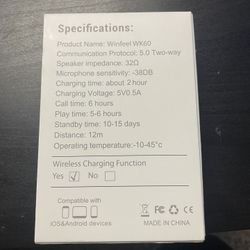 Specifications:
Product Name: Winfeel WK60
Communication Protocol: 5.0 Two-way
Speaker impedance: 32Ω
Microphone sensitivity: -38DB
Charging time: about 2 hour
Charging Voltage: 5V0.5A
Call time: 6 hours
Play time: 5-6 hours
Standby time: 10-15 days
Distance: 12m
Operating temperature:-10-45°c
Wireless Charging Function
Yes ✓ No
Compatible with
iOS&Android devices
CE FC
MADE IN CHINA